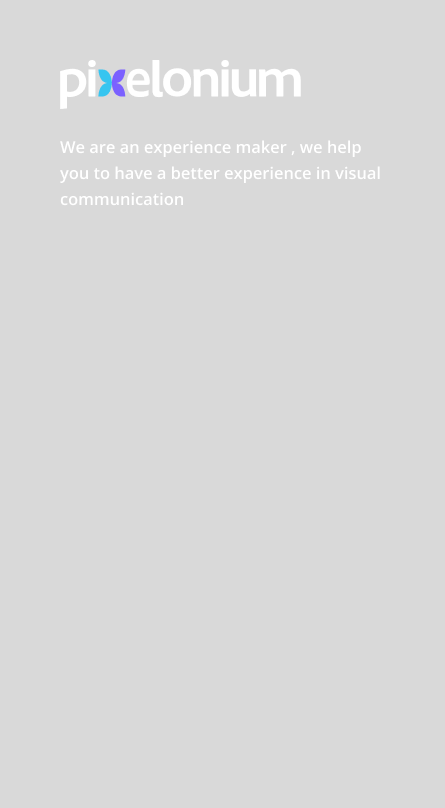 pixelonium
We are an experience maker , we help
you to have a better experience in visual
communication